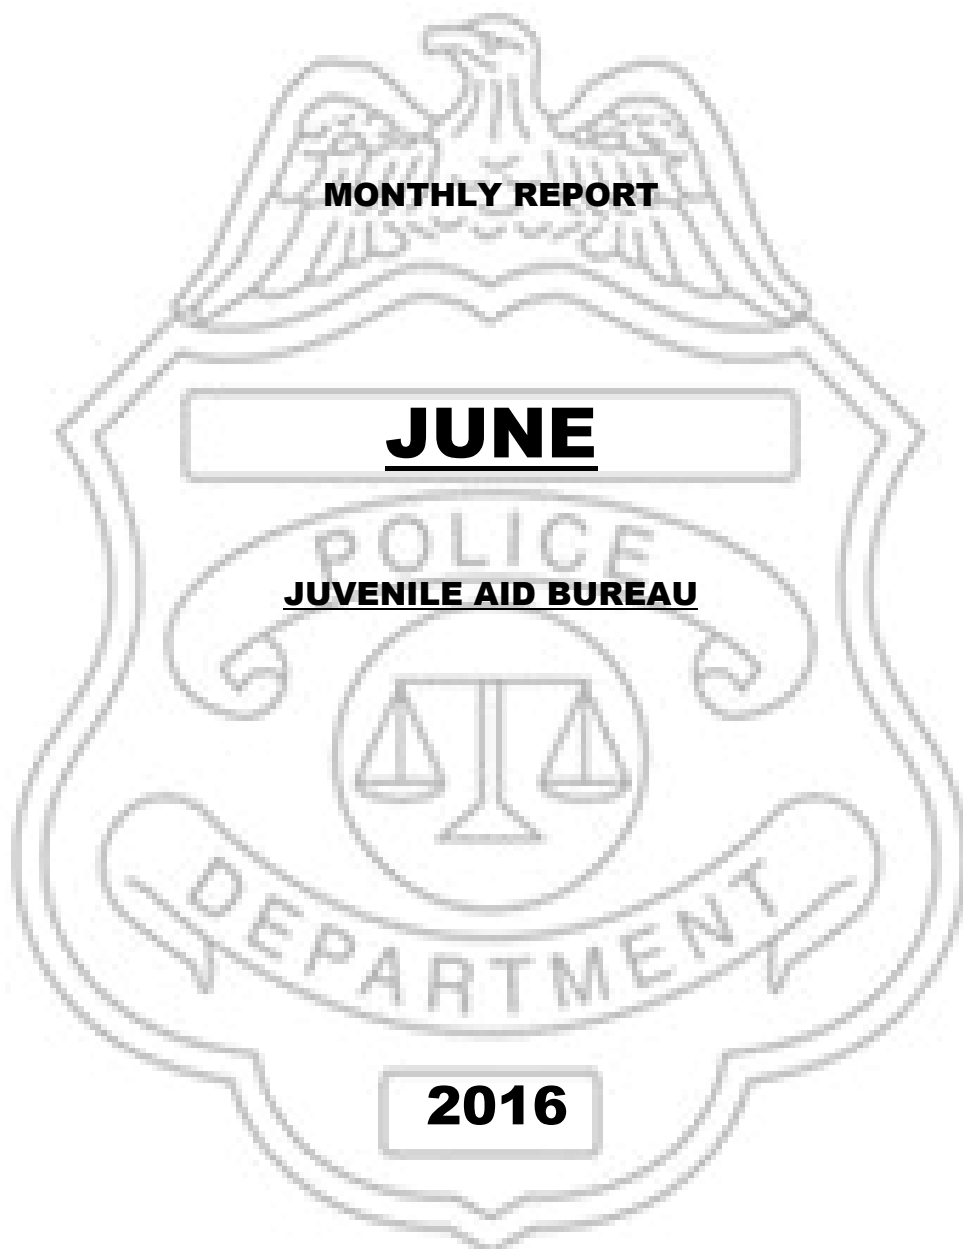 MONTHLY REPORT
JUNE
POLICE
JUVENILE AID BUREAU
DEPARTMENT
2016